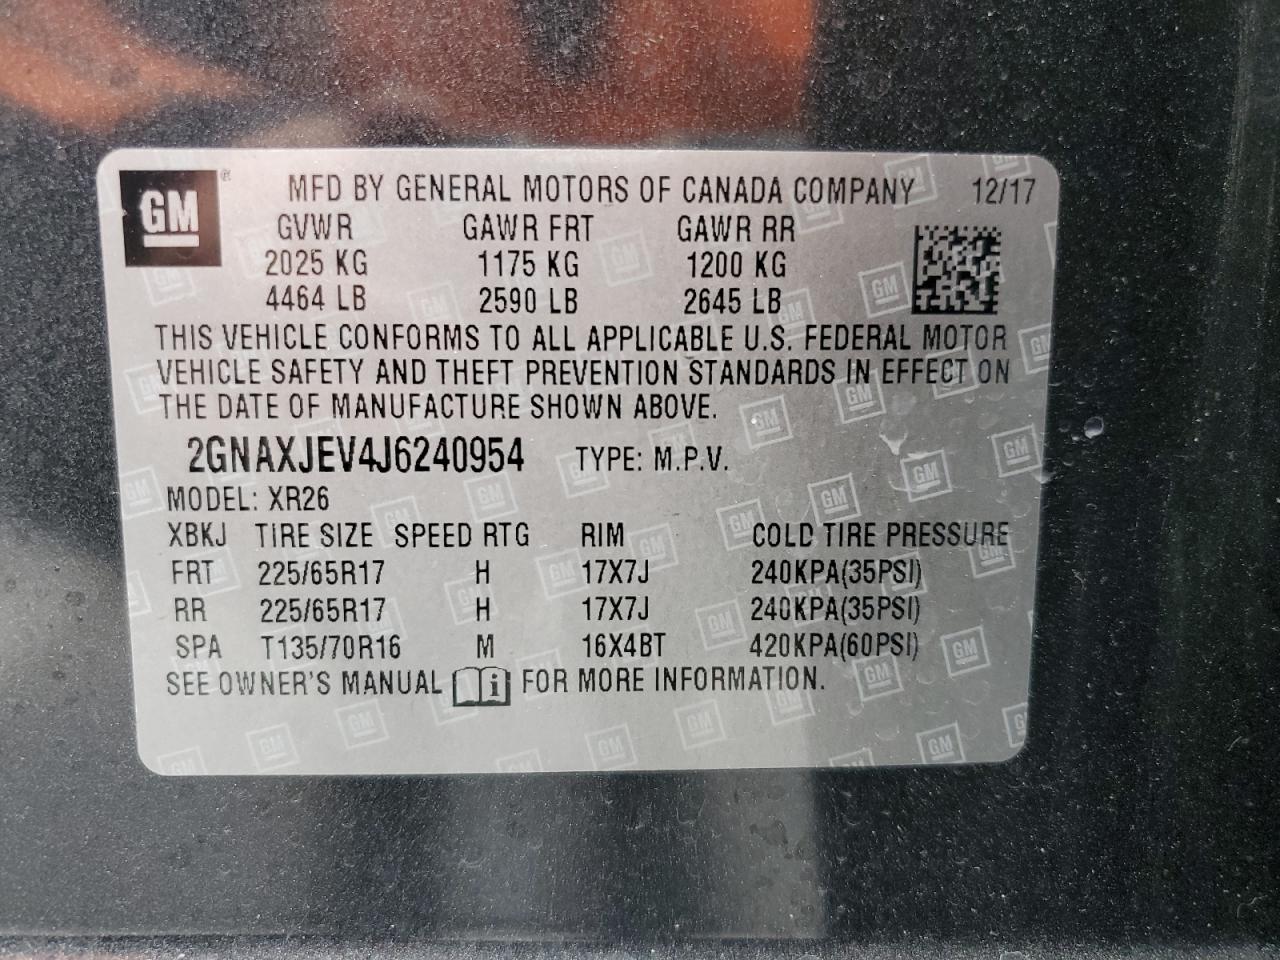 GM ® MFD BY GENERAL MOTORS OF CANADA COMPANY 12/17
GVWR GAWR FRT GAWR RR
2025 KG 1175 KG 1200 KG
4464 LB 2590 LB 2645 LB
THIS VEHICLE CONFORMS TO ALL APPLICABLE U.S. FEDERAL MOTOR
VEHICLE SAFETY AND THEFT PREVENTION STANDARDS IN EFFECT ON
THE DATE OF MANUFACTURE SHOWN ABOVE.
2GNAXJEV4J6240954 TYPE: M.P.V.
MODEL: XR26
XBKJ TIRE SIZE SPEED RTG RIM COLD TIRE PRESSURE
FRT 225/65R17 H 17X7J 240KPA(35PSI)
RR 225/65R17 H 17X7J 240KPA(35PSI)
SPA T135/70R16 M 16X4BT 420KPA(60PSI)
SEE OWNER'S MANUAL i FOR MORE INFORMATION.